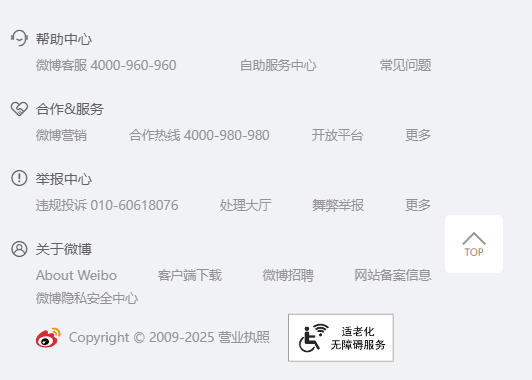 帮助中心
微博客服 4000-960-960 自助服务中心 常见问题
合作&服务
微博营销 合作热线 4000-980-980 开放平台 更多
举报中心
违规投诉 010-60618076 处理大厅 舞弊举报 更多
关于微博
About Weibo 客户端下载 微博招聘 网站备案信息
微博隐私安全中心
TOP
Copyright © 2009-2025 营业执照
适老化
无障碍服务